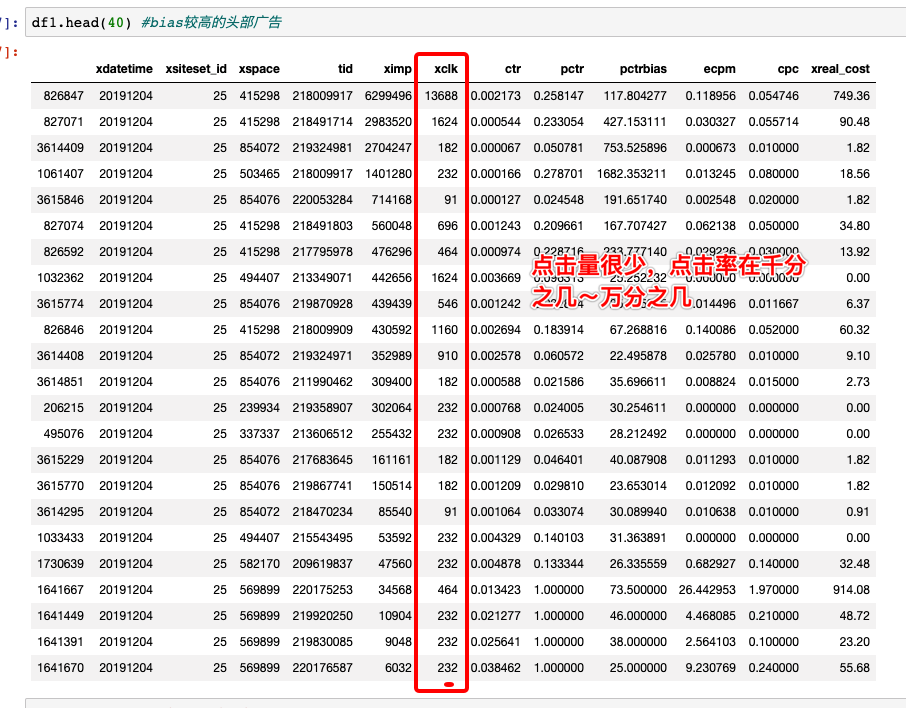 ']: df1.head(40) #bias较高的头部广告
']:
xdatetime xsiteset_id xspace tid ximp xclk ctr pctr pctrbias ecpm cpc xreal_cost
826847 20191204 25 415298 218009917 6299496 13688 0.002173 0.258147 117.804277 0.118956 0.054746 749.36
827071 20191204 25 415298 218491714 2983520 1624 0.000544 0.233054 427.153111 0.030327 0.055714 90.48
3614409 20191204 25 854072 219324981 2704247 182 0.000067 0.050781 753.525896 0.000673 0.010000 1.82
1061407 20191204 25 503465 218009917 1401280 232 0.000166 0.278701 1682.353211 0.013245 0.080000 18.56
3615846 20191204 25 854076 220053284 714168 91 0.000127 0.024548 191.651740 0.002548 0.020000 1.82
827074 20191204 25 415298 218491803 560048 696 0.001243 0.209661 167.707427 0.062138 0.050000 34.80
826592 20191204 25 415298 217795978 476296 464 0.000974 0.228716 233.777140 0.029226 0.030000 13.92
点击量很少，点击率在千分
1032362 20191204 25 494407 213349071 442656 1624 0.003669 25.252232 0.000000 0.000000 0.00
之几～万分之几
3615774 20191204 25 854076 219870928 439439 546 0.001242 0.011667 6.37
826846 20191204 25 415298 218009909 430592 1160 0.002694 0.183914 67.268816 0.140086 0.052000 60.32
3614408 20191204 25 854072 219324971 352989 910 0.002578 0.060572 22.495878 0.025780 0.010000 9.10
3614851 20191204 25 854076 211990462 309400 182 0.000588 0.021586 35.696611 0.008824 0.015000 2.73
206215 20191204 25 239934 219358907 302064 232 0.000768 0.024005 30.254611 0.000000 0.000000 0.00
495076 20191204 25 337337 213606512 255432 232 0.000908 0.026533 28.212492 0.000000 0.000000 0.00
3615229 20191204 25 854076 217683645 161161 182 0.001129 0.046401 40.087908 0.011293 0.010000 1.82
3615770 20191204 25 854076 219867741 150514 182 0.001209 0.029810 23.653014 0.012092 0.010000 1.82
3614295 20191204 25 854072 218470234 85540 91 0.001064 0.033074 30.089940 0.010638 0.010000 0.91
1033433 20191204 25 494407 215543495 53592 232 0.004329 0.140103 31.363891 0.000000 0.000000 0.00
1730639 20191204 25 582170 209619837 47560 232 0.004878 0.133344 26.335559 0.682927 0.140000 32.48
1641667 20191204 25 569899 220175253 34568 464 0.013423 1.000000 73.500000 26.442953 1.970000 914.08
1641449 20191204 25 569899 219920250 10904 232 0.021277 1.000000 46.000000 4.468085 0.210000 48.72
1641391 20191204 25 569899 219830085 9048 232 0.025641 1.000000 38.000000 2.564103 0.100000 23.20
1641670 20191204 25 569899 220176587 6032 232 0.038462 1.000000 25.000000 9.230769 0.240000 55.68